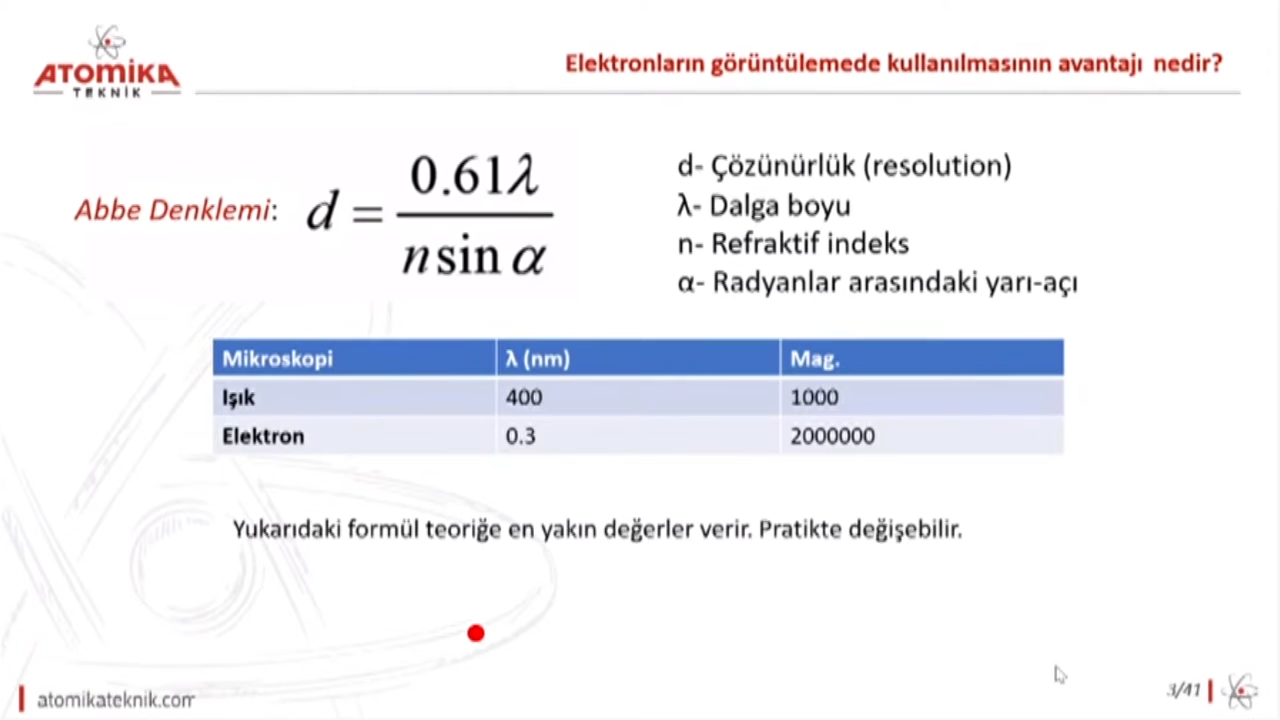 ATOMİKA
TEKNİK
Elektronların görüntülemede kullanılmasının avantajı nedir?
Abbe Denklemi: d = 0.61λ / n sin α
d- Çözünürlük (resolution)
λ- Dalga boyu
n- Refraktif indeks
α- Radyanlar arasındaki yarı-açı
Mikroskopi λ (nm) Mag.
Işık 400 1000
Elektron 0.3 2000000
Yukarıdaki formül teoriğe en yakın değerler verir. Pratikte değişebilir.
atomikateknik.com
3/41